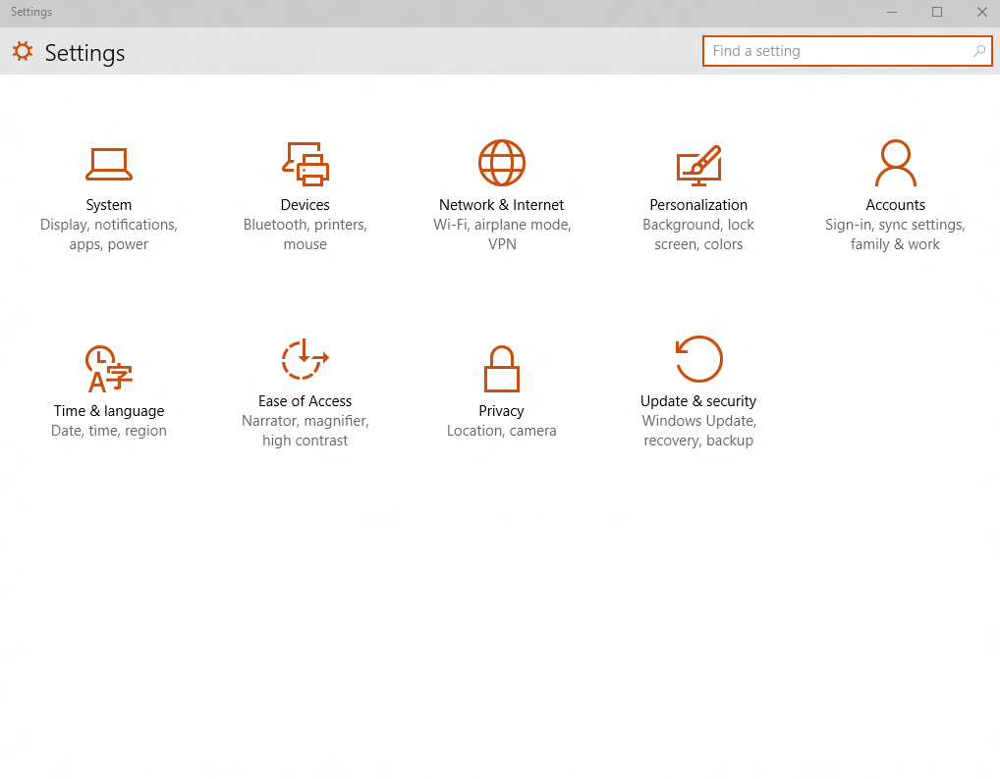 Settings
Settings
Find a setting
System
Display, notifications,
apps, power
Devices
Bluetooth, printers,
mouse
Network & Internet
Wi-Fi, airplane mode,
VPN
Personalization
Background, lock
screen, colors
Accounts
Sign-in, sync settings,
family & work
A字
Time & language
Date, time, region
Ease of Access
Narrator, magnifier,
high contrast
Privacy
Location, camera
Update & security
Windows Update,
recovery, backup